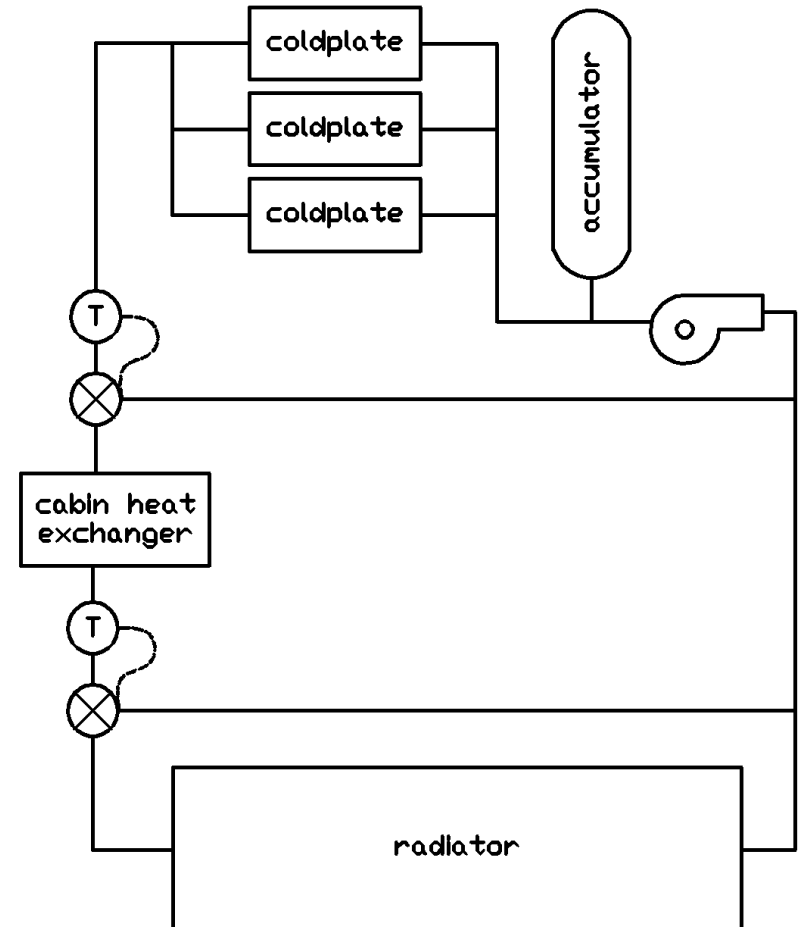 coldplate
accumulator
coldplate
coldplate
T
cabin heat
exchanger
T
radiator